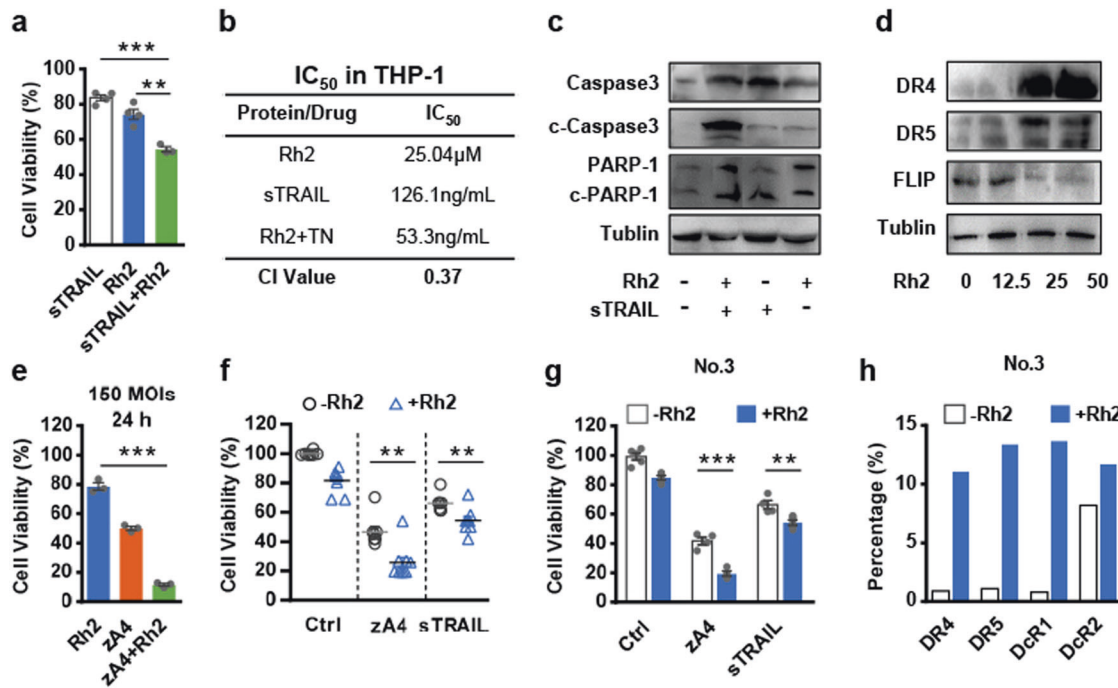 a
***
**
100
80
60
40
20
0
Cell Viability (%)
sTRAIL
Rh2
sTRAIL+Rh2
b
IC50 in THP-1
Protein/Drug IC50
Rh2 25.04μM
sTRAIL 126.1ng/mL
Rh2+TN 53.3ng/mL
CI Value 0.37
c
Caspase3
c-Caspase3
PARP-1
c-PARP-1
Tublin
Rh2 - + - +
sTRAIL - + + -
d
DR4
DR5
FLIP
Tublin
Rh2 0 12.5 25 50
e
150 MOIs
24 h
***
120
100
80
60
40
20
0
Cell Viability (%)
Rh2
zA4
zA4+Rh2
f
-Rh2 +Rh2
** **
120
100
80
60
40
20
0
Cell Viability (%)
Ctrl zA4 sTRAIL
g
No.3
-Rh2 +Rh2
*** **
120
100
80
60
40
20
0
Cell Viability (%)
Ctrl
zA4
sTRAIL
h
No.3
-Rh2 +Rh2
15
10
5
0
Percentage (%)
DR4
DR5
DcR1
DcR2